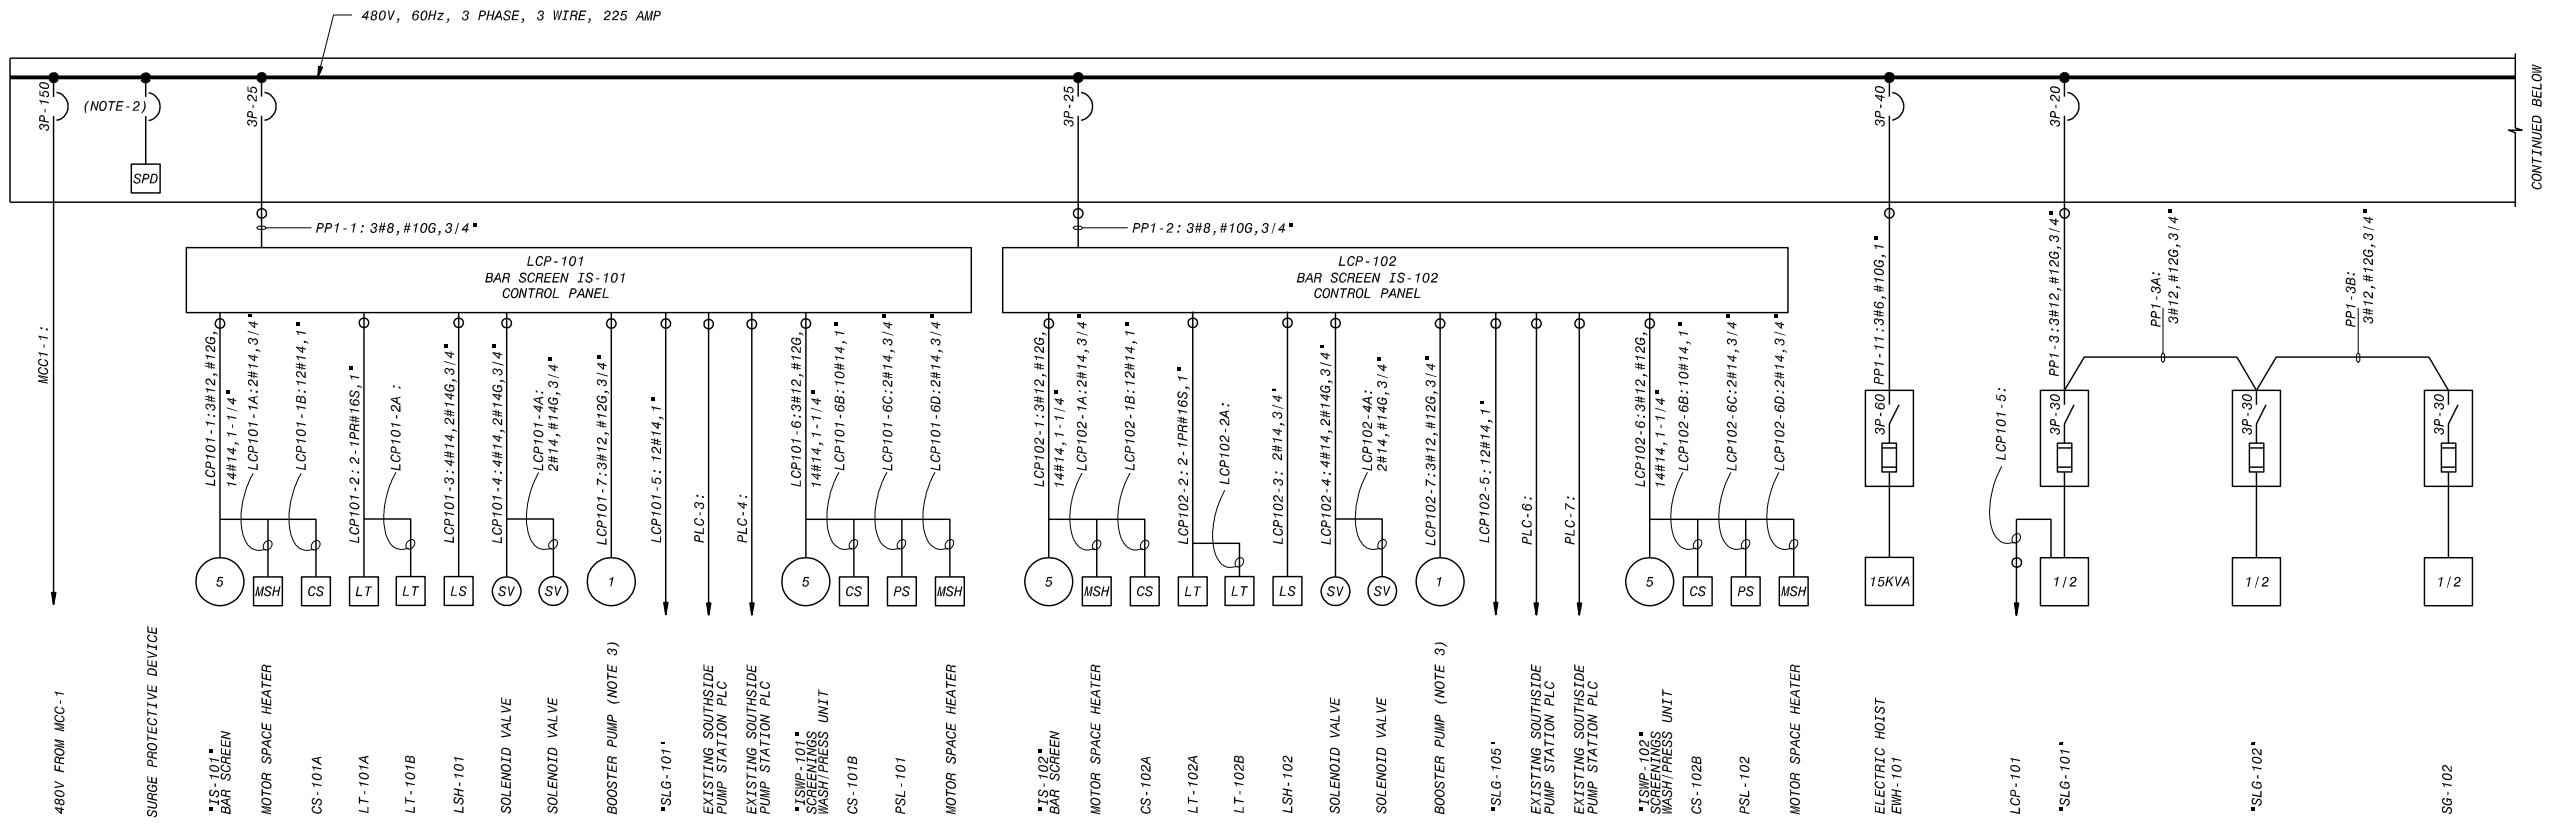 480V, 60Hz, 3 PHASE, 3 WIRE, 225 AMP
3P-150
(NOTE-2)
3P-25
3P-25
3P-40
3P-20
CONTINUED BELOW
SPD
PP1-1:3#8,#10G,3/4"
PP1-2:3#8,#10G,3/4"
LCP-101
BAR SCREEN IS-101
CONTROL PANEL
LCP-102
BAR SCREEN IS-102
CONTROL PANEL
MCC1-1:
LCP101-1:3#12,#12G,
14#14,1-1/4"
LCP101-1A:2#14,3/4"
LCP101-1B:12#14,1"
LCP101-2:2-1PR#16S,1"
LCP101-2A:
LCP101-3:4#14,2#14G,3/4"
LCP101-4:4#14,2#14G,3/4"
LCP101-4A:
2#14,#14G,3/4"
LCP101-7:3#12,#12G,3/4"
LCP101-5:12#14,1"
PLC-3:
PLC-4:
LCP101-6:3#12,#12G,
14#14,1-1/4"
LCP101-6B:10#14,1"
LCP101-6C:2#14,3/4"
LCP101-6D:2#14,3/4"
LCP102-1:3#12,#12G,
14#14,1-1/4"
LCP102-1A:2#14,3/4"
LCP102-1B:12#14,1"
LCP102-2:2-1PR#16S,1"
LCP102-2A:
LCP102-3: 2#14,3/4'
LCP102-4:4#14,2#14G,3/4"
LCP102-4A:
2#14,#14G,3/4"
LCP102-7:3#12,#12G,3/4"
LCP102-5:12#14,1"
PLC-6:
PLC-7:
LCP102-6:3#12,#12G,
14#14,1-1/4"
LCP102-6B:10#14,1"
LCP102-6C:2#14,3/4"
LCP102-6D:2#14,3/4"
PP1-11:3#6,#10G,1"
PP1-3:3#12,#12G,3/4"
PP1-3A:
3#12,#12G,3/4"
PP1-3B:
3#12,#12G,3/4"
3P-60
LCP101-5:
3P-30
3P-30
3P-30
5
MSH
CS
LT
LT
LS
SV
SV
1
5
CS
PS
MSH
5
MSH
CS
LT
LT
LS
SV
SV
1
5
CS
PS
MSH
15KVA
1/2
1/2
1/2
480V FROM MCC-1
SURGE PROTECTIVE DEVICE
"IS-101"
BAR SCREEN
MOTOR SPACE HEATER
CS-101A
LT-101A
LT-101B
LSH-101
SOLENOID VALVE
SOLENOID VALVE
BOOSTER PUMP (NOTE 3)
"SLG-101'
EXISTING SOUTHSIDE
PUMP STATION PLC
EXISTING SOUTHSIDE
PUMP STATION PLC
"ISWP-101"
SCREENINGS
WASH/PRESS UNIT
CS-101B
PSL-101
MOTOR SPACE HEATER
"IS-102"
BAR SCREEN
MOTOR SPACE HEATER
CS-102A
LT-102A
LT-102B
LSH-102
SOLENOID VALVE
SOLENOID VALVE
BOOSTER PUMP (NOTE 3)
"SLG-105'
EXISTING SOUTHSIDE
PUMP STATION PLC
EXISTING SOUTHSIDE
PUMP STATION PLC
"ISWP-102"
SCREENINGS
WASH/PRESS UNIT
CS-102B
PSL-102
MOTOR SPACE HEATER
ELECTRIC HOIST
EWH-101
LCP-101
"SLG-101"
"SLG-102"
SG-102